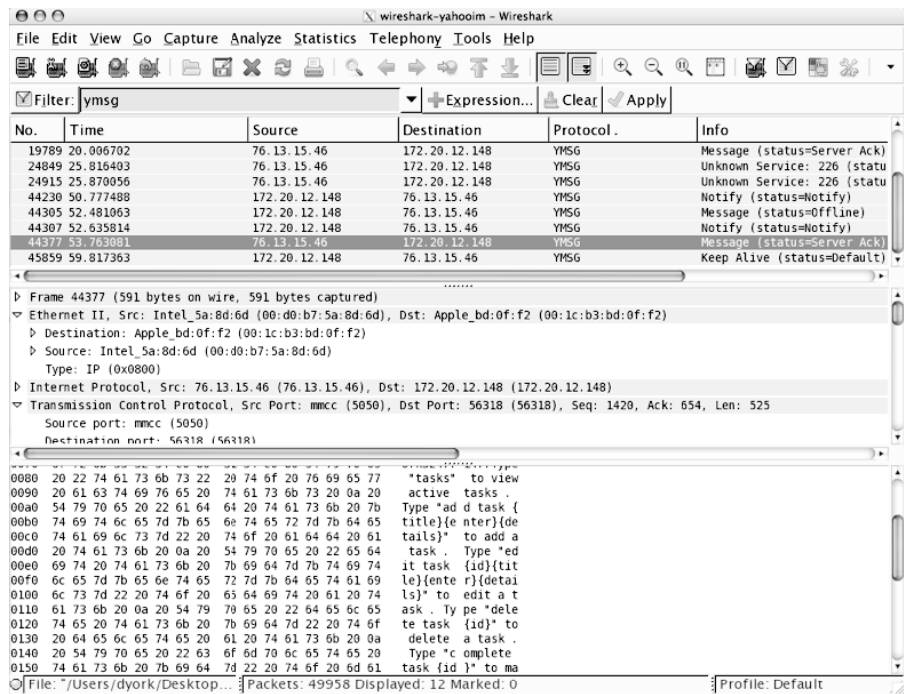 wireshark-yahooim - Wireshark
File Edit View Go Capture Analyze Statistics Telephony Tools Help
Filter: ymsg Expression... Clear Apply
No. Time Source Destination Protocol . Info
19789 20.006702 76.13.15.46 172.20.12.148 YMSG Message (status=Server Ack)
24849 25.816403 76.13.15.46 172.20.12.148 YMSG Unknown Service: 226 (statu
24915 25.870056 76.13.15.46 172.20.12.148 YMSG Unknown Service: 226 (statu
44230 50.777488 172.20.12.148 76.13.15.46 YMSG Notify (status=Notify)
44305 52.481063 172.20.12.148 76.13.15.46 YMSG Message (status=Offline)
44307 52.635814 172.20.12.148 76.13.15.46 YMSG Notify (status=Notify)
44377 53.763081 76.13.15.46 172.20.12.148 YMSG Message (status=Server Ack)
45859 59.817363 172.20.12.148 76.13.15.46 YMSG Keep Alive (status=Default)
Frame 44377 (591 bytes on wire, 591 bytes captured)
Ethernet II, Src: Intel_5a:8d:6d (00:d0:b7:5a:8d:6d), Dst: Apple_bd:0f:f2 (00:1c:b3:bd:0f:f2)
Destination: Apple_bd:0f:f2 (00:1c:b3:bd:0f:f2)
Source: Intel_5a:8d:6d (00:d0:b7:5a:8d:6d)
Type: IP (0x0800)
Internet Protocol, Src: 76.13.15.46 (76.13.15.46), Dst: 172.20.12.148 (172.20.12.148)
Transmission Control Protocol, Src Port: mmcc (5050), Dst Port: 56318 (56318), Seq: 1420, Ack: 654, Len: 525
Source port: mmcc (5050)
Destination port: 56318 (56318)
0080 20 22 74 61 73 6b 73 22 20 74 6f 20 76 69 65 77 "tasks" to view
0090 20 61 63 74 69 76 65 20 74 61 73 6b 73 20 0a 20 active tasks .
00a0 54 79 70 65 20 22 61 64 64 20 74 61 73 6b 20 7b Type "ad d task {
00b0 74 69 74 6c 65 7d 7b 65 6e 74 65 72 7d 7b 64 65 title}{e nter}{de
00c0 74 61 69 6c 73 7d 22 20 74 6f 20 61 64 64 20 61 tails}" to add a
00d0 20 74 61 73 6b 20 0a 20 54 79 70 65 20 22 65 64 task . Type "ed
00e0 69 74 20 74 61 73 6b 20 7b 69 64 7d 7b 74 69 74 it task {id}{tit
00f0 6c 65 7d 7b 65 6e 74 65 72 7d 7b 64 65 74 61 69 le}{ente r}{detai
0100 6c 73 7d 22 20 74 6f 20 65 64 69 74 20 61 20 74 ls}" to edit a t
0110 61 73 6b 20 0a 20 54 79 70 65 20 22 64 65 6c 65 ask . Ty pe "dele
0120 74 65 20 74 61 73 6b 20 7b 69 64 7d 22 20 74 6f te task {id}" to
0130 20 64 65 6c 65 74 65 20 61 20 74 61 73 6b 20 0a delete a task .
0140 20 54 79 70 65 20 22 63 6f 6d 70 6c 65 74 65 20 Type "c omplete
0150 74 61 73 6b 20 7b 69 64 7d 22 20 74 6f 20 6d 61 task {id }" to ma
File: "/Users/dyork/Desktop... Packets: 49958 Displayed: 12 Marked: 0 Profile: Default